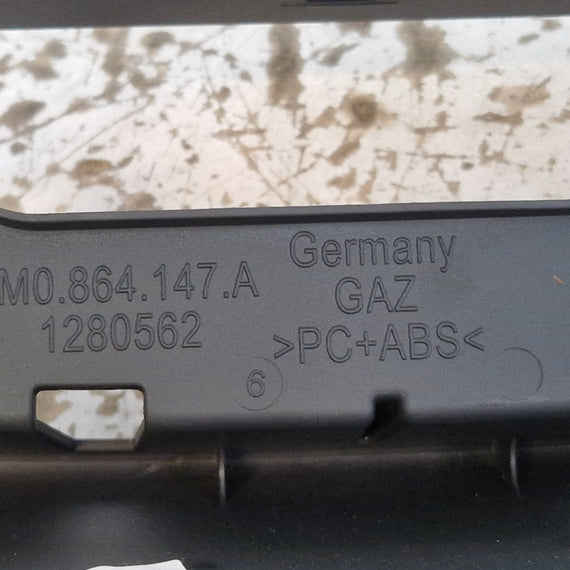 M0.864.147.A
1280562
Germany
GAZ
>PC+ABS<
6